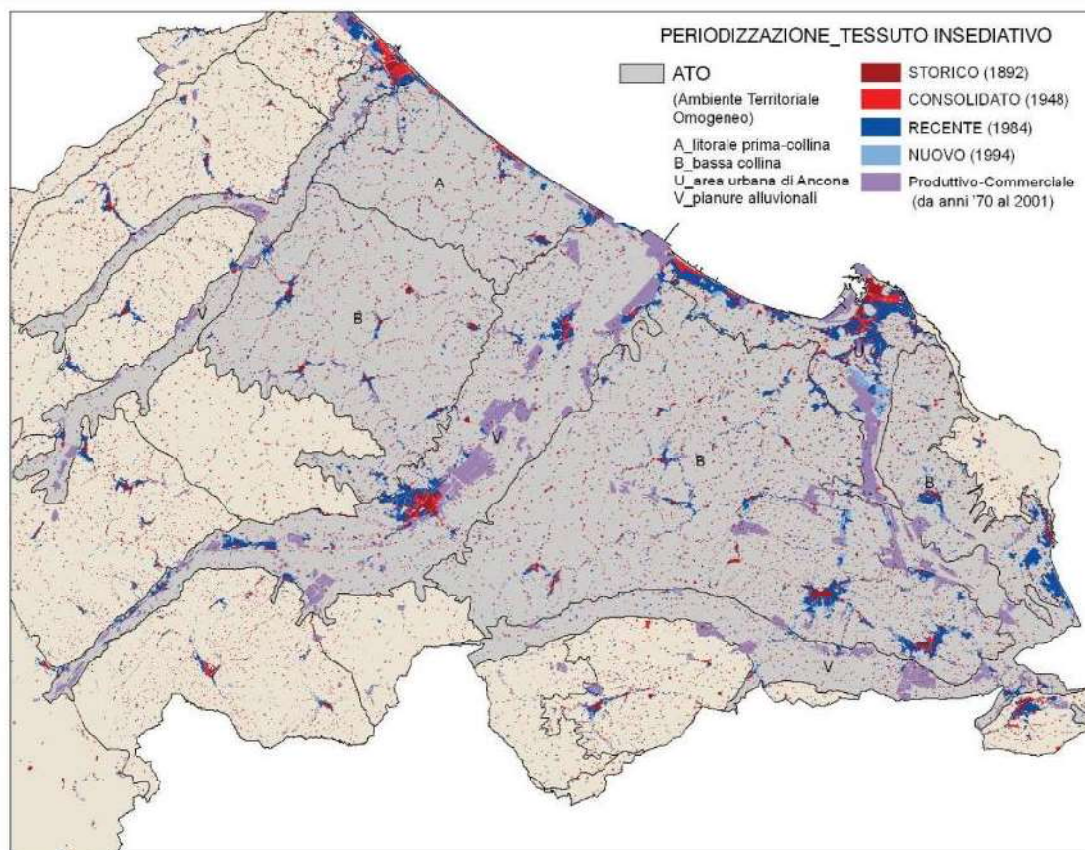 PERIODIZZAZIONE_TESSUTO INSEDIATIVO
ATO
(Ambiente Territoriale
Omogeneo)
A_litorale prima-collina
B_bassa collina
U_area urbana di Ancona
V_pianure alluvionali
STORICO (1892)
CONSOLIDATO (1948)
RECENTE (1984)
NUOVO (1994)
Produttivo-Commerciale
(da anni '70 al 2001)
A
V
B
U
V
B
B
V